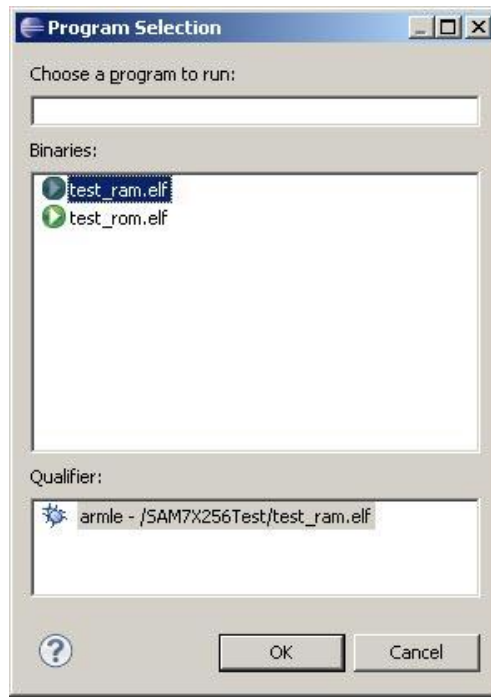 Program Selection
Choose a program to run:
Binaries:
test_ram.elf
test_rom.elf
Qualifier:
armle - /SAM7X256Test/test_ram.elf
?
OK
Cancel